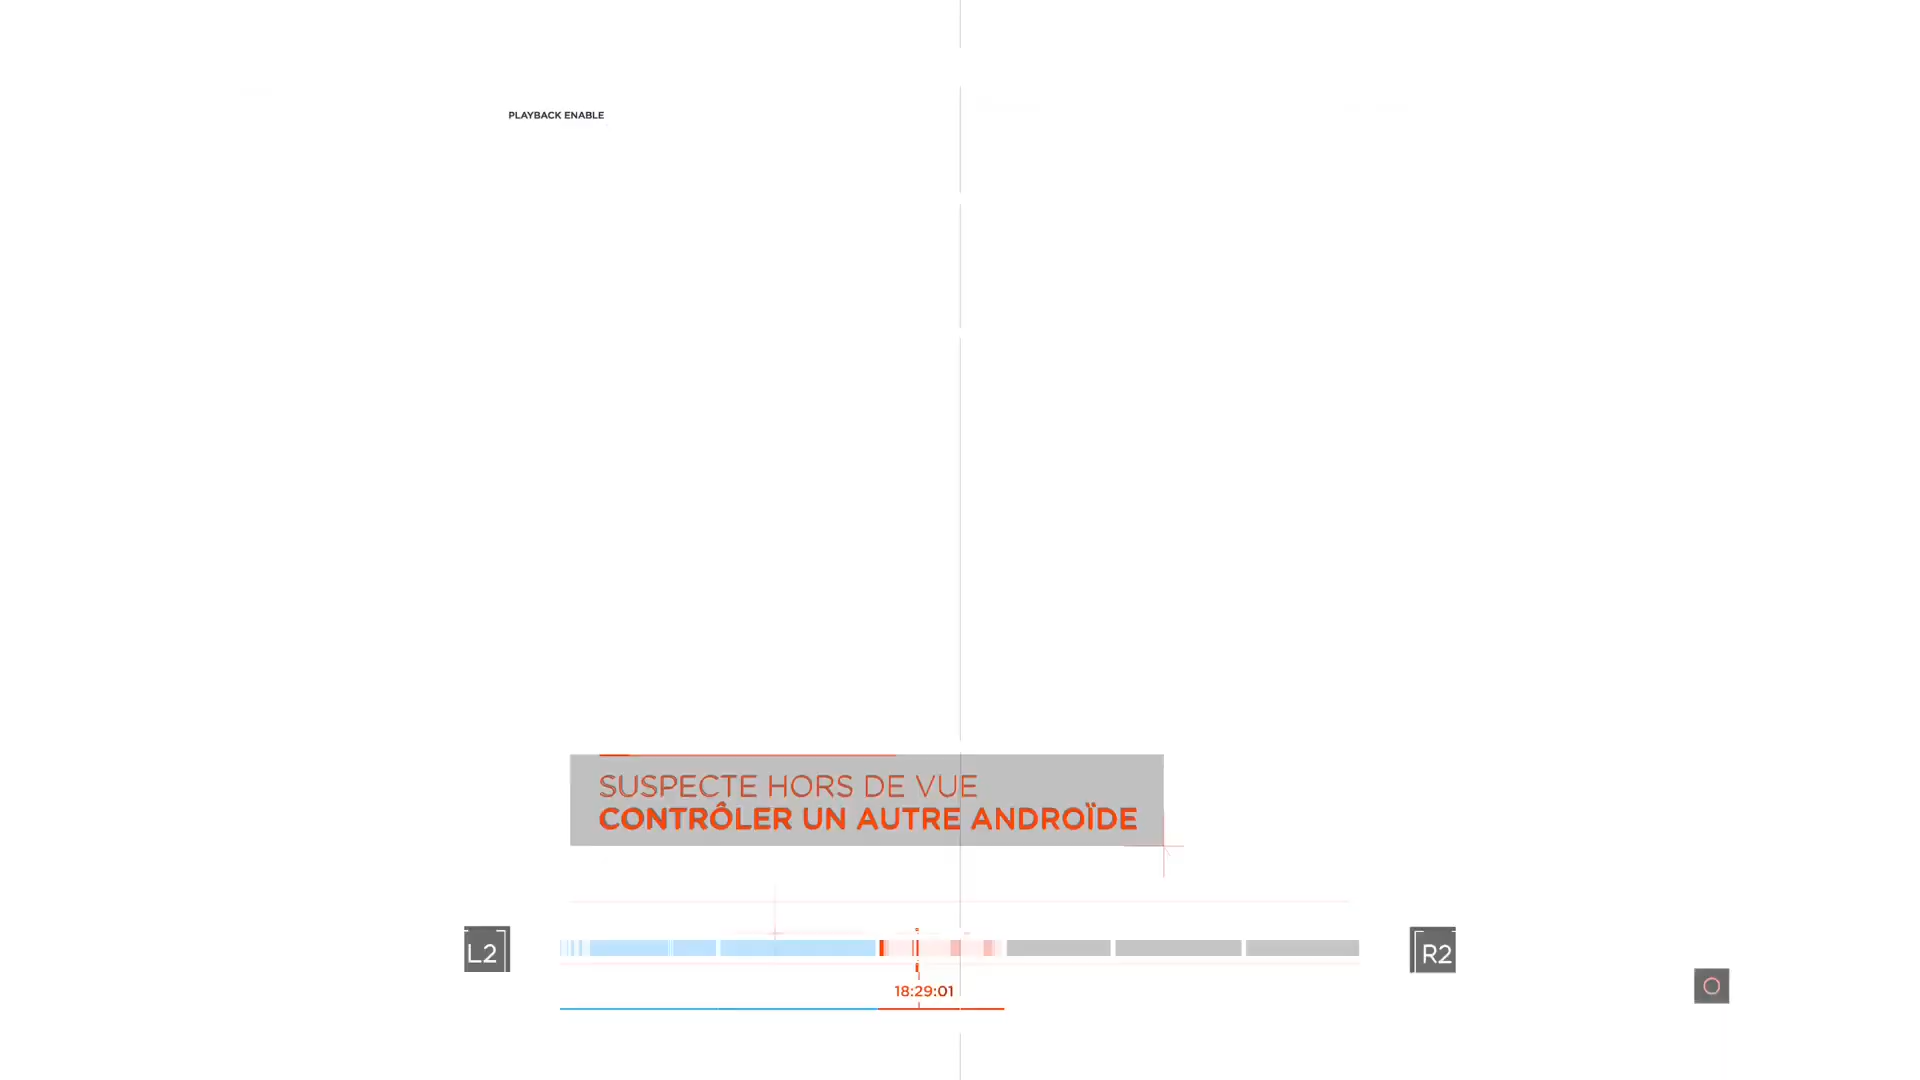 PLAYBACK ENABLE
SUSPECTE HORS DE VUE
CONTRÔLER UN AUTRE ANDROÏDE
L2
R2
18:29:01